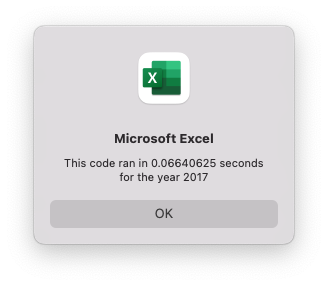 X
Microsoft Excel
This code ran in 0.06640625 seconds
for the year 2017
OK